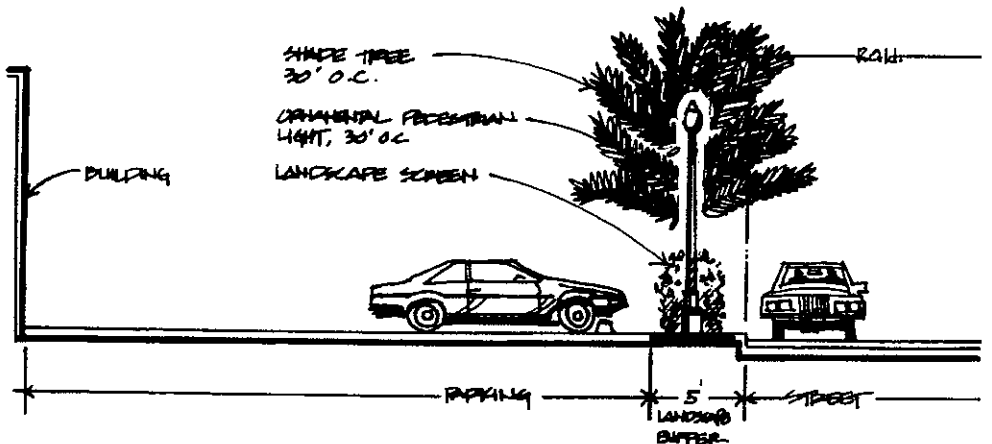 SHADE TREE
30' O.C.
R.O.W.
ORNAMENTAL PEDESTRIAN
LIGHT, 30' O.C.
BUILDING
LANDSCAPE SCREEN
PARKING
5'
LANDSCAPE
BUFFER
STREET